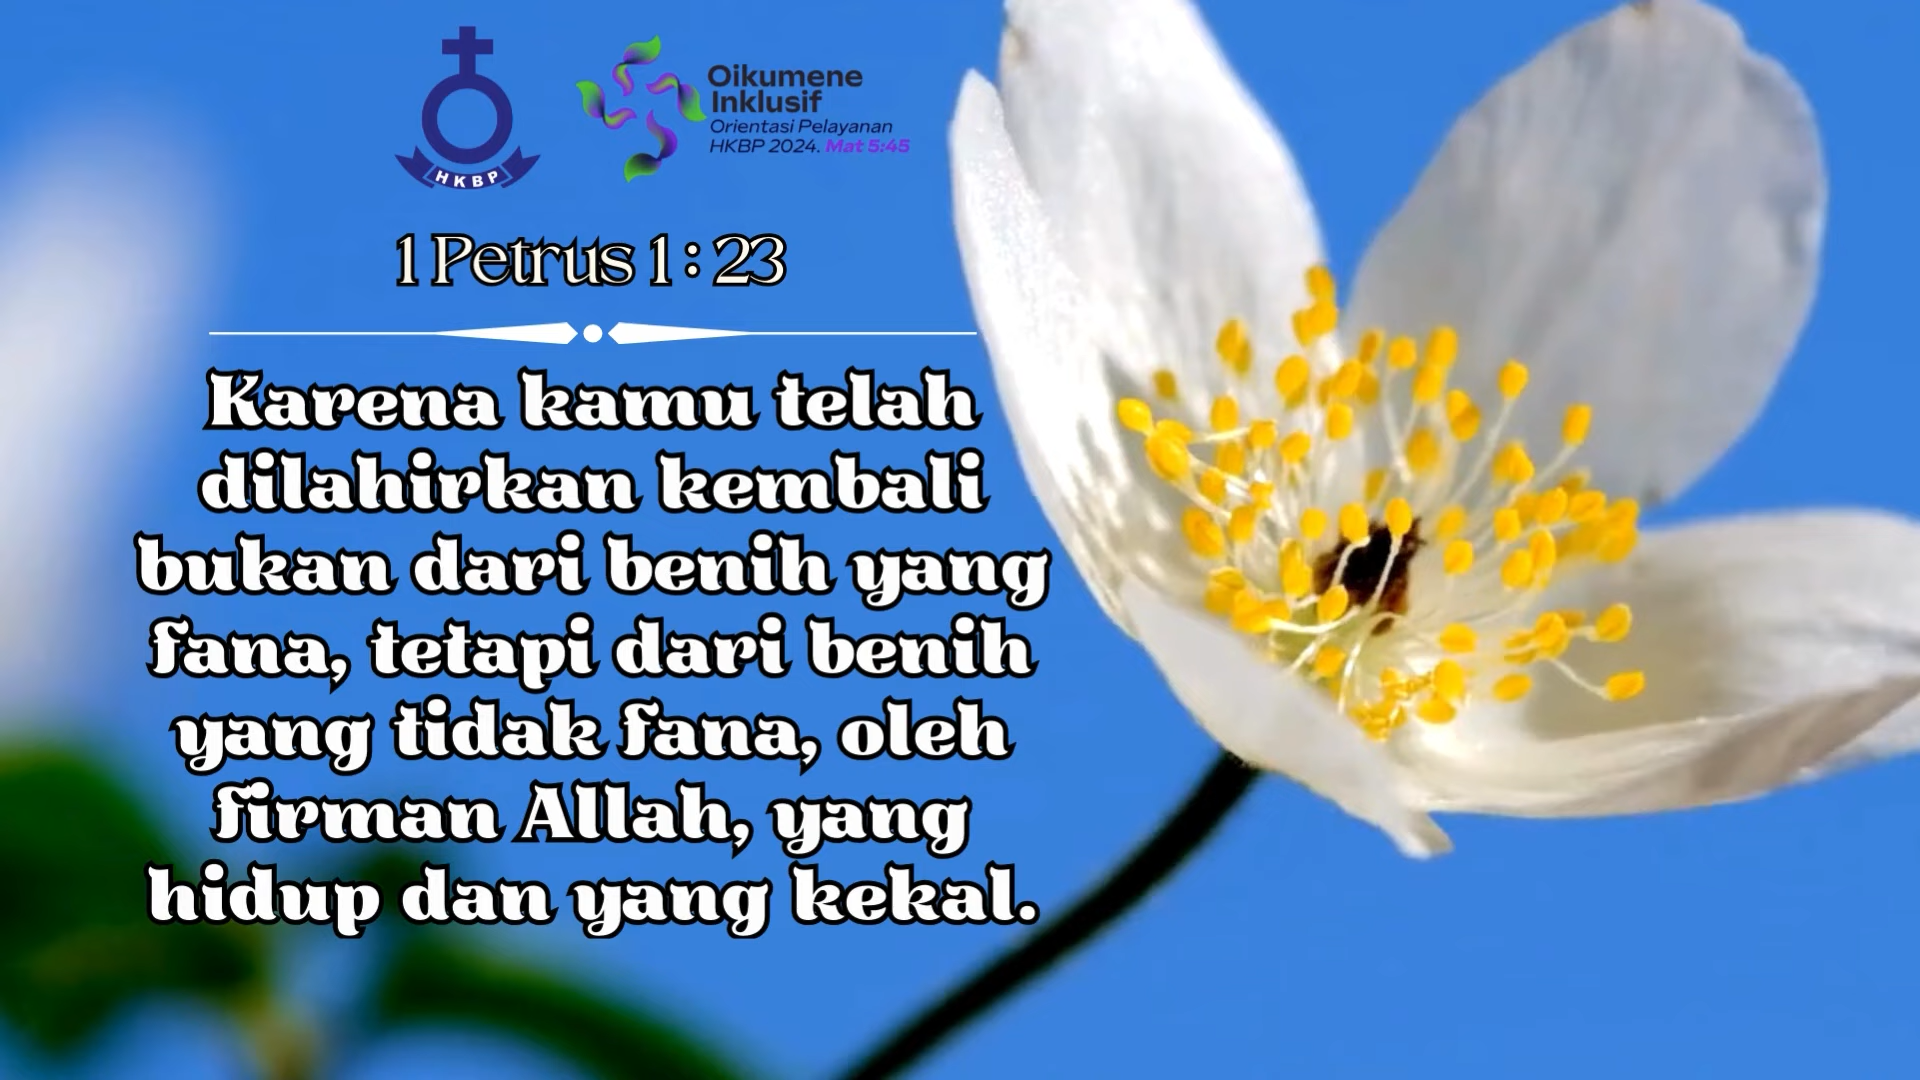 HKBP
Oikumene
Inklusif
Orientasi Pelayanan
HKBP 2024. Mat 5:45
1 Petrus 1 : 23
Karena kamu telah
dilahirkan kembali
bukan dari benih yang
fana, tetapi dari benih
yang tidak fana, oleh
firman Allah, yang
hidup dan yang kekal.